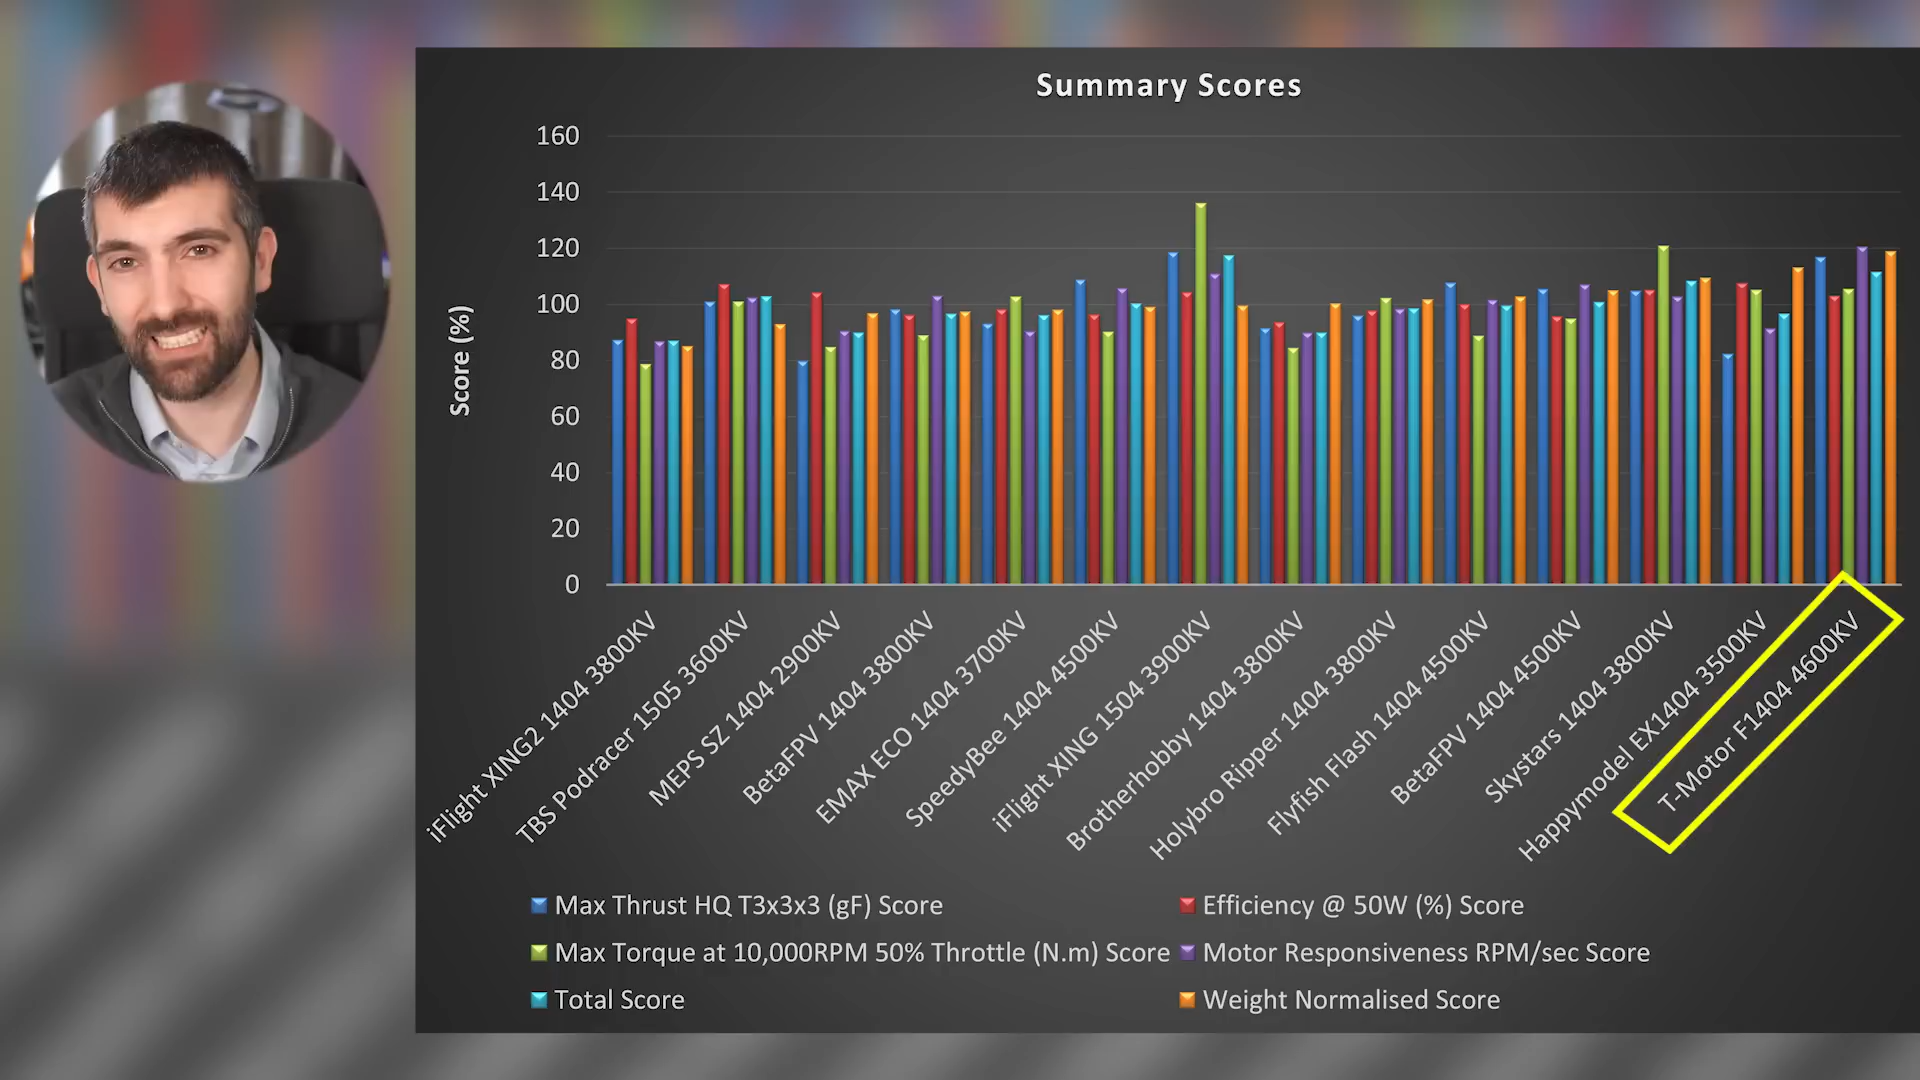 Summary Scores
160
140
120
100
80
60
40
20
0
Score (%)
iFlight XING2 1404 3800KV
TBS Podracer 1505 3600KV
MEPS SZ 1404 2900KV
BetaFPV 1404 3800KV
EMAX ECO 1404 3700KV
SpeedyBee 1404 4500KV
iFlight XING 1504 3900KV
Brotherhobby 1404 3800KV
Holybro Ripper 1404 3800KV
Flyfish Flash 1404 4500KV
BetaFPV 1404 4500KV
Skystars 1404 3800KV
Happymodel EX1404 3500KV
T-Motor F1404 4600KV
Max Thrust HQ T3x3x3 (gF) Score
Efficiency @ 50W (%) Score
Max Torque at 10,000RPM 50% Throttle (N.m) Score
Motor Responsiveness RPM/sec Score
Total Score
Weight Normalised Score